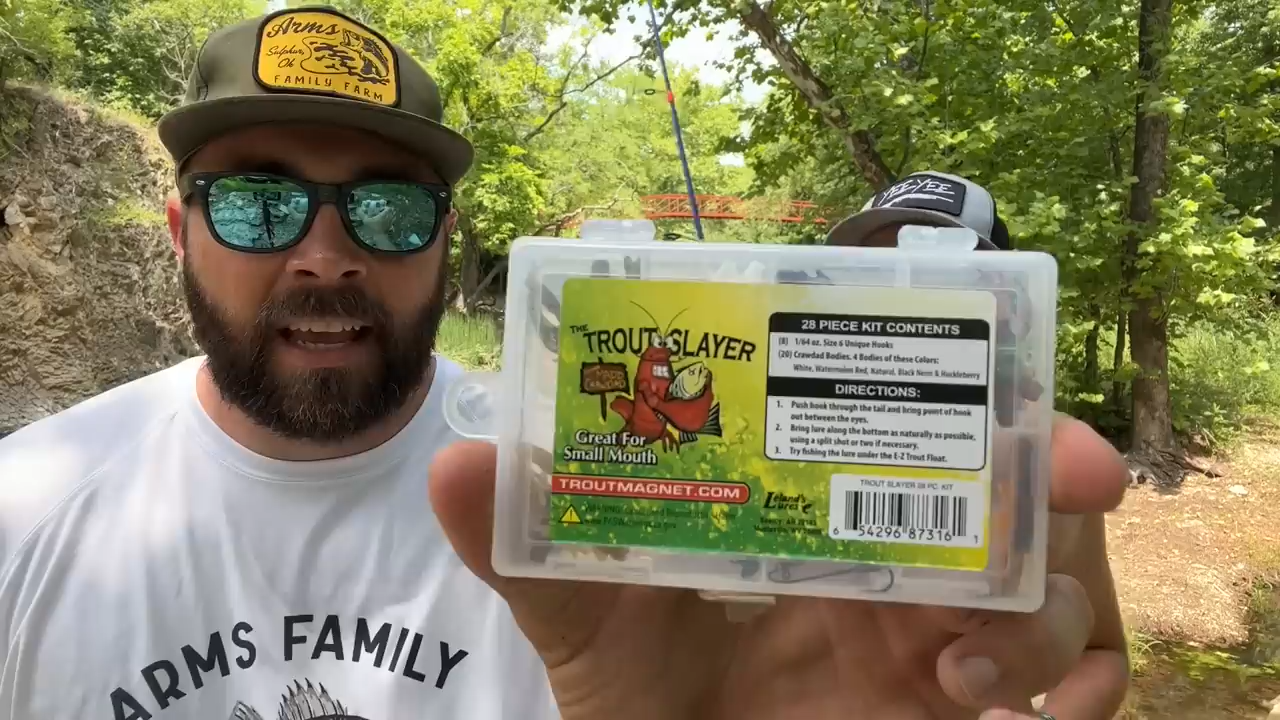 Arms
Sulphur,
Ok
FAMILY FARM
YEEYEE
THE
TROUT SLAYER
CRAWDAD
Great For
Small Mouth
TROUTMAGNET.COM
Leland's
Lures
28 PIECE KIT CONTENTS
(8) 1/64 oz. Size 6 Unique Hooks
(20) Crawdad Bodies. 4 Bodies of these Colors:
White, Watermelon Red, Natural, Black Neon & Huckleberry
DIRECTIONS:
1. Push hook through the tail and bring point of hook
out between the eyes.
2. Bring lure along the bottom as naturally as possible,
using a split shot or two if necessary.
3. Try fishing the lure under the E-Z Trout Float.
TROUT SLAYER 28 PC. KIT
6 54296 87316 1
ARMS FAMILY